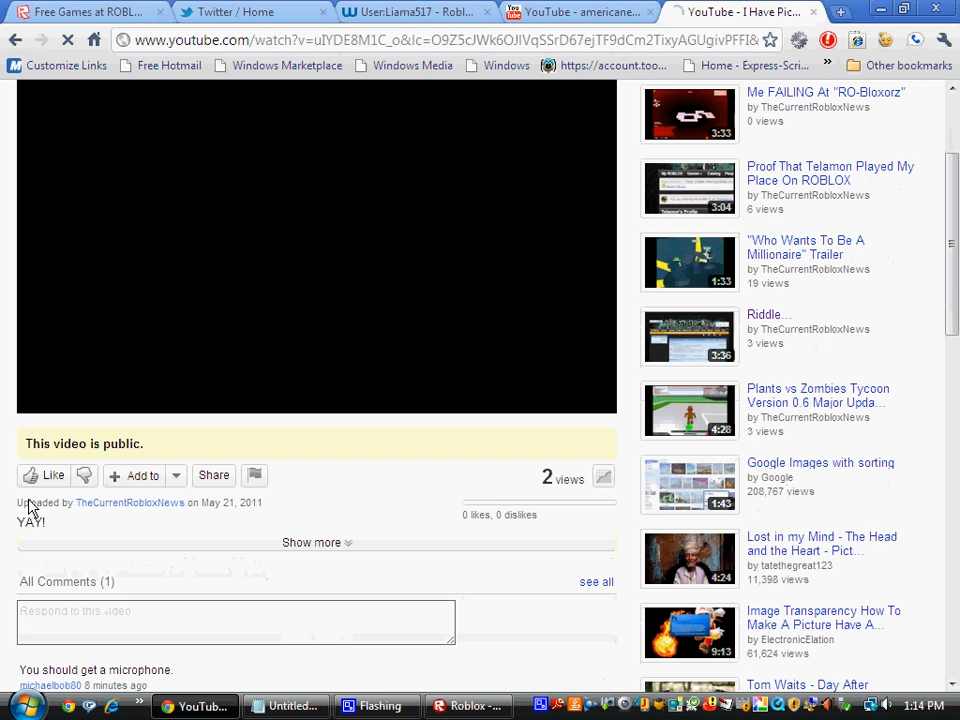 Free Games at ROBL...
Twitter / Home
User:Liama517 - Robl...
YouTube - americane...
YouTube - I Have Pic...
www.youtube.com/watch?v=uIYDE8M1C_o&lc=O9Z5cJWk6OJlVqSSrD67ejTF9dCm2TixyAGUgivPFFI&
Customize Links
Free Hotmail
Windows Marketplace
Windows Media
Windows
https://account.too...
Home - Express-Scri...
»
Other bookmarks
Me FAILING At "RO-Bloxorz"
by TheCurrentRobloxNews
0 views
3:33
Proof That Telamon Played My
Place On ROBLOX
by TheCurrentRobloxNews
6 views
3:04
"Who Wants To Be A
Millionaire" Trailer
by TheCurrentRobloxNews
19 views
1:33
Riddle...
by TheCurrentRobloxNews
3 views
3:36
Plants vs Zombies Tycoon
Version 0.6 Major Upda...
by TheCurrentRobloxNews
3 views
4:28
Google Images with sorting
by Google
208,767 views
1:43
Lost in my Mind - The Head
and the Heart - Pict...
by tatethegreat123
11,398 views
4:24
Image Transparency How To
Make A Picture Have A...
by ElectronicElation
61,624 views
9:13
Tom Waits - Day After
This video is public.
Like
Add to
Share
2 views
Uploaded by TheCurrentRobloxNews on May 21, 2011
0 likes, 0 dislikes
YAY!
Show more
All Comments (1)
see all
Respond to this video
You should get a microphone.
michaelbob80 8 minutes ago
YouTub...
Untitled...
Flashing
Roblox -...
1:14 PM